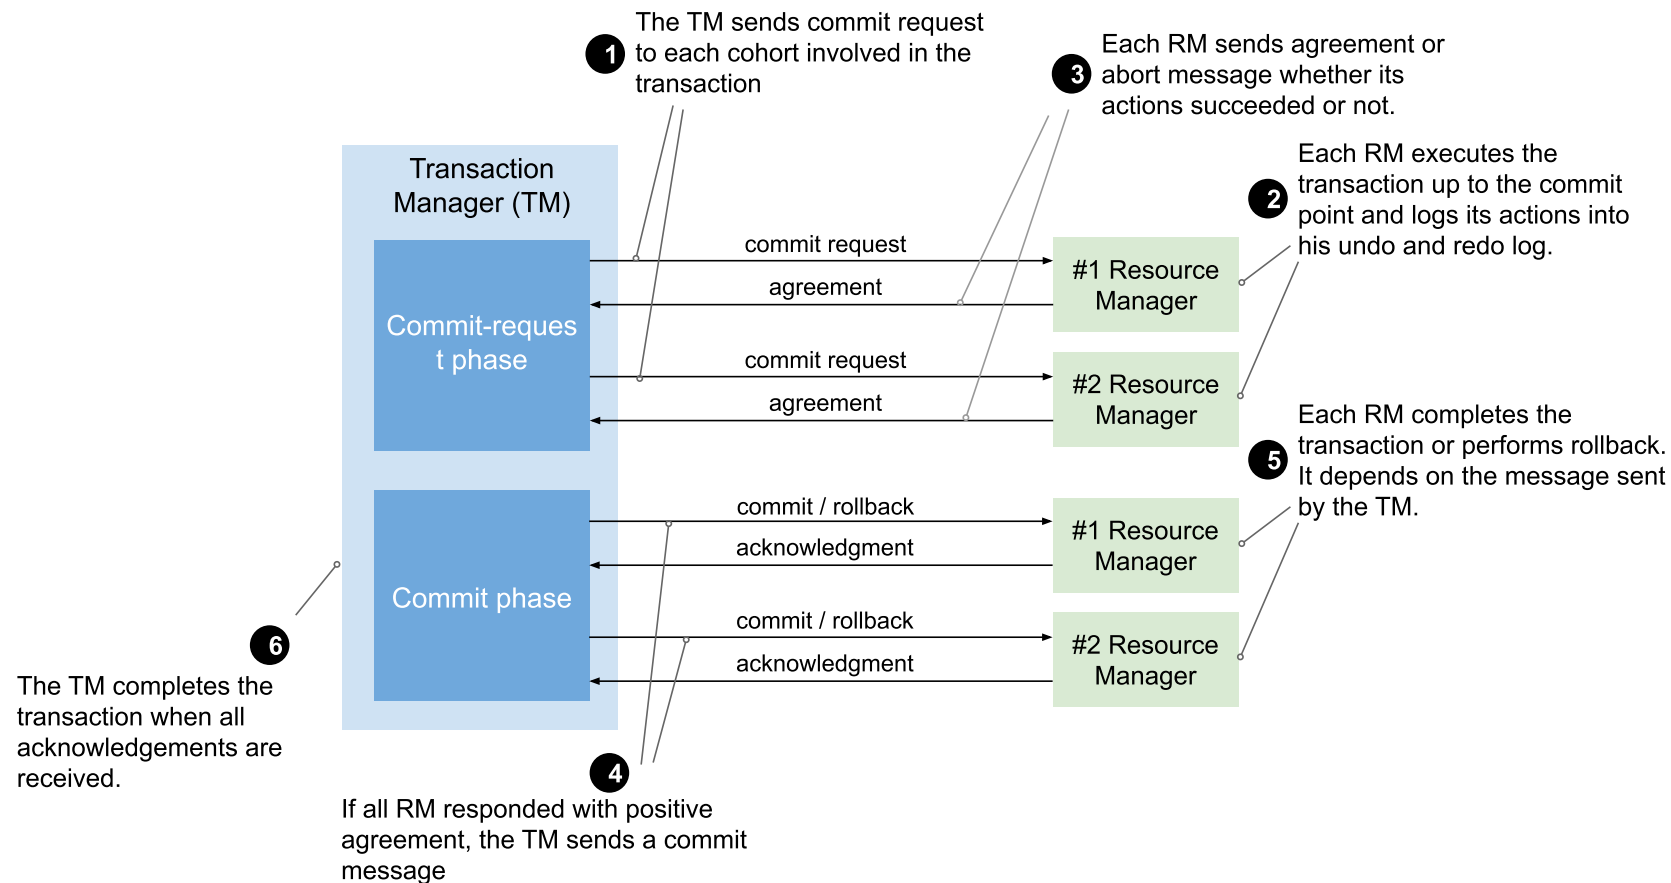 The TM sends commit request
to each cohort involved in the
transaction
1
Each RM sends agreement or
abort message whether its
actions succeeded or not.
3
Each RM executes the
transaction up to the commit
point and logs its actions into
his undo and redo log.
2
Transaction
Manager (TM)
Commit-reques
t phase
commit request
agreement
#1 Resource
Manager
commit request
agreement
#2 Resource
Manager
Each RM completes the
transaction or performs rollback.
It depends on the message sent
by the TM.
5
Commit phase
commit / rollback
acknowledgment
#1 Resource
Manager
commit / rollback
acknowledgment
#2 Resource
Manager
6
The TM completes the
transaction when all
acknowledgements are
received.
4
If all RM responded with positive
agreement, the TM sends a commit
message